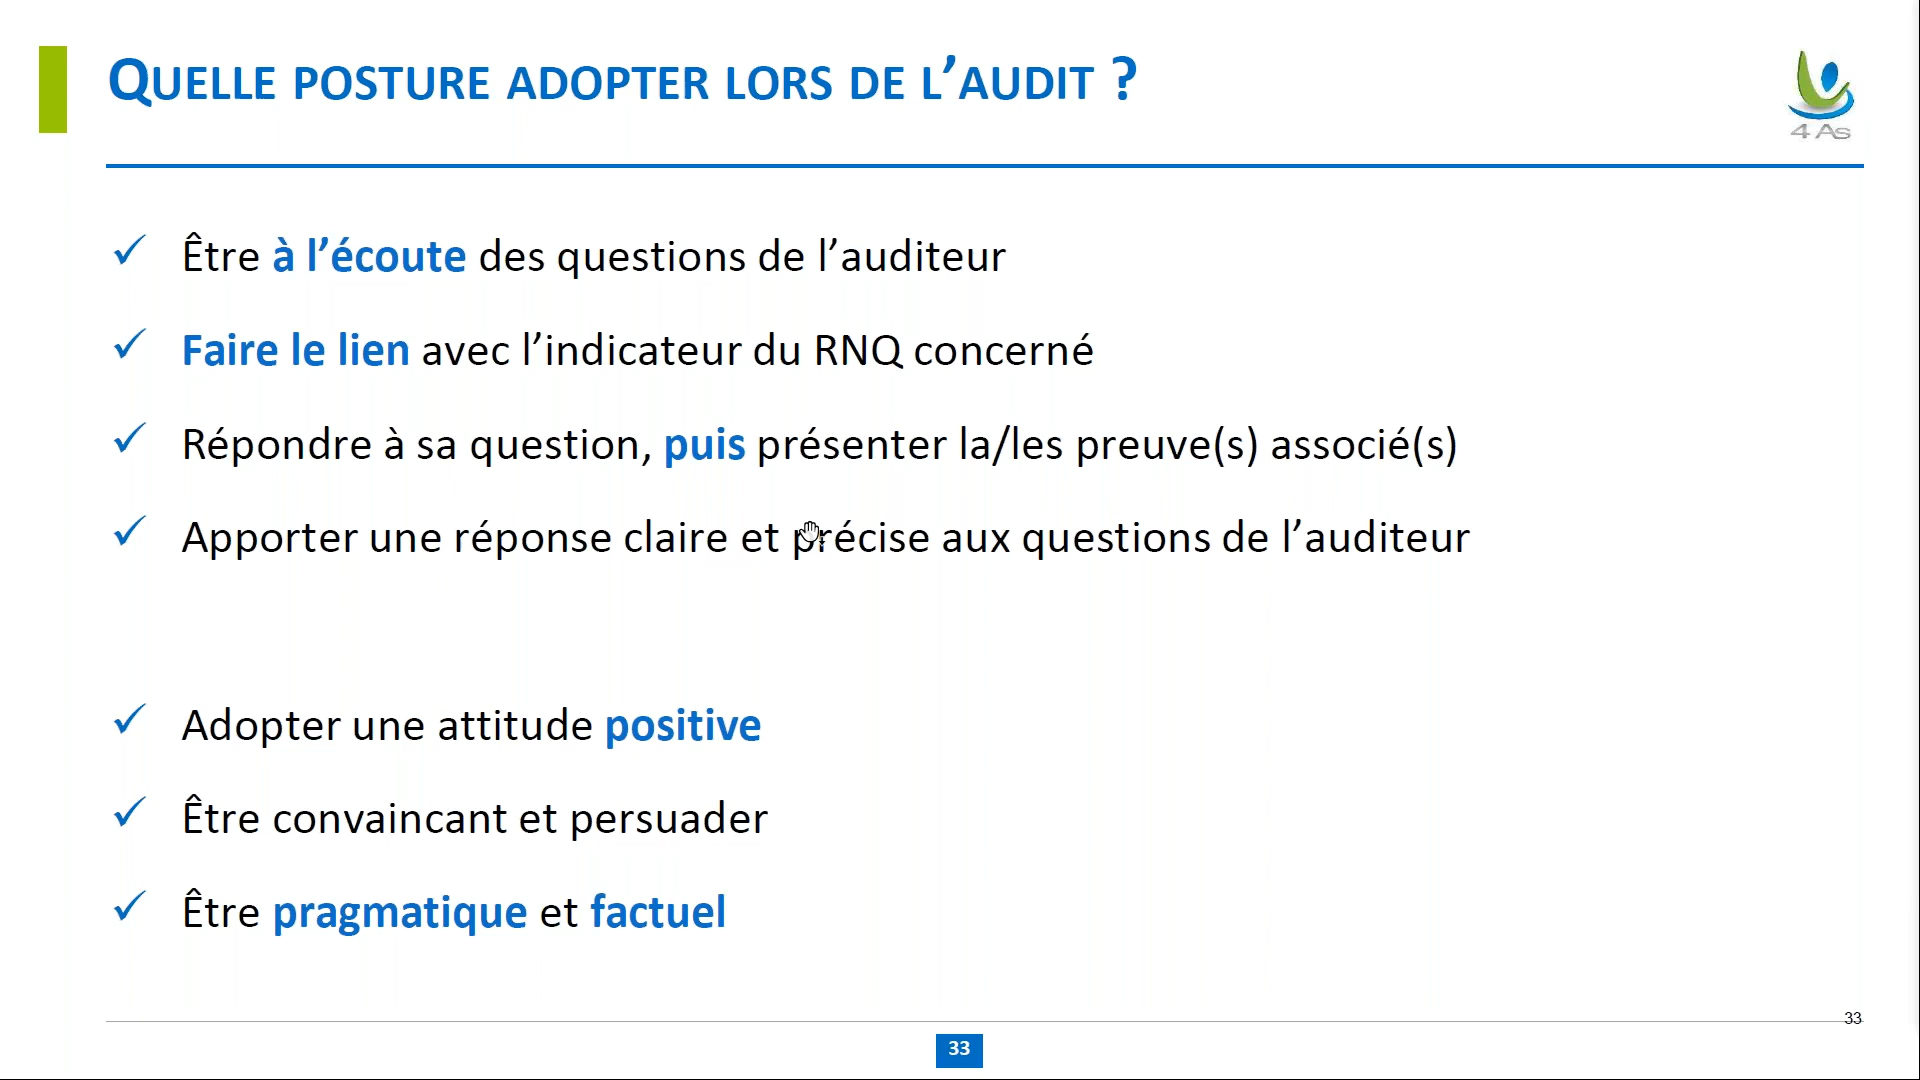 QUELLE POSTURE ADOPTER LORS DE L’AUDIT ?
4 As
Être à l’écoute des questions de l’auditeur
Faire le lien avec l’indicateur du RNQ concerné
Répondre à sa question, puis présenter la/les preuve(s) associé(s)
Apporter une réponse claire et précise aux questions de l’auditeur
Adopter une attitude positive
Être convaincant et persuader
Être pragmatique et factuel
33
33